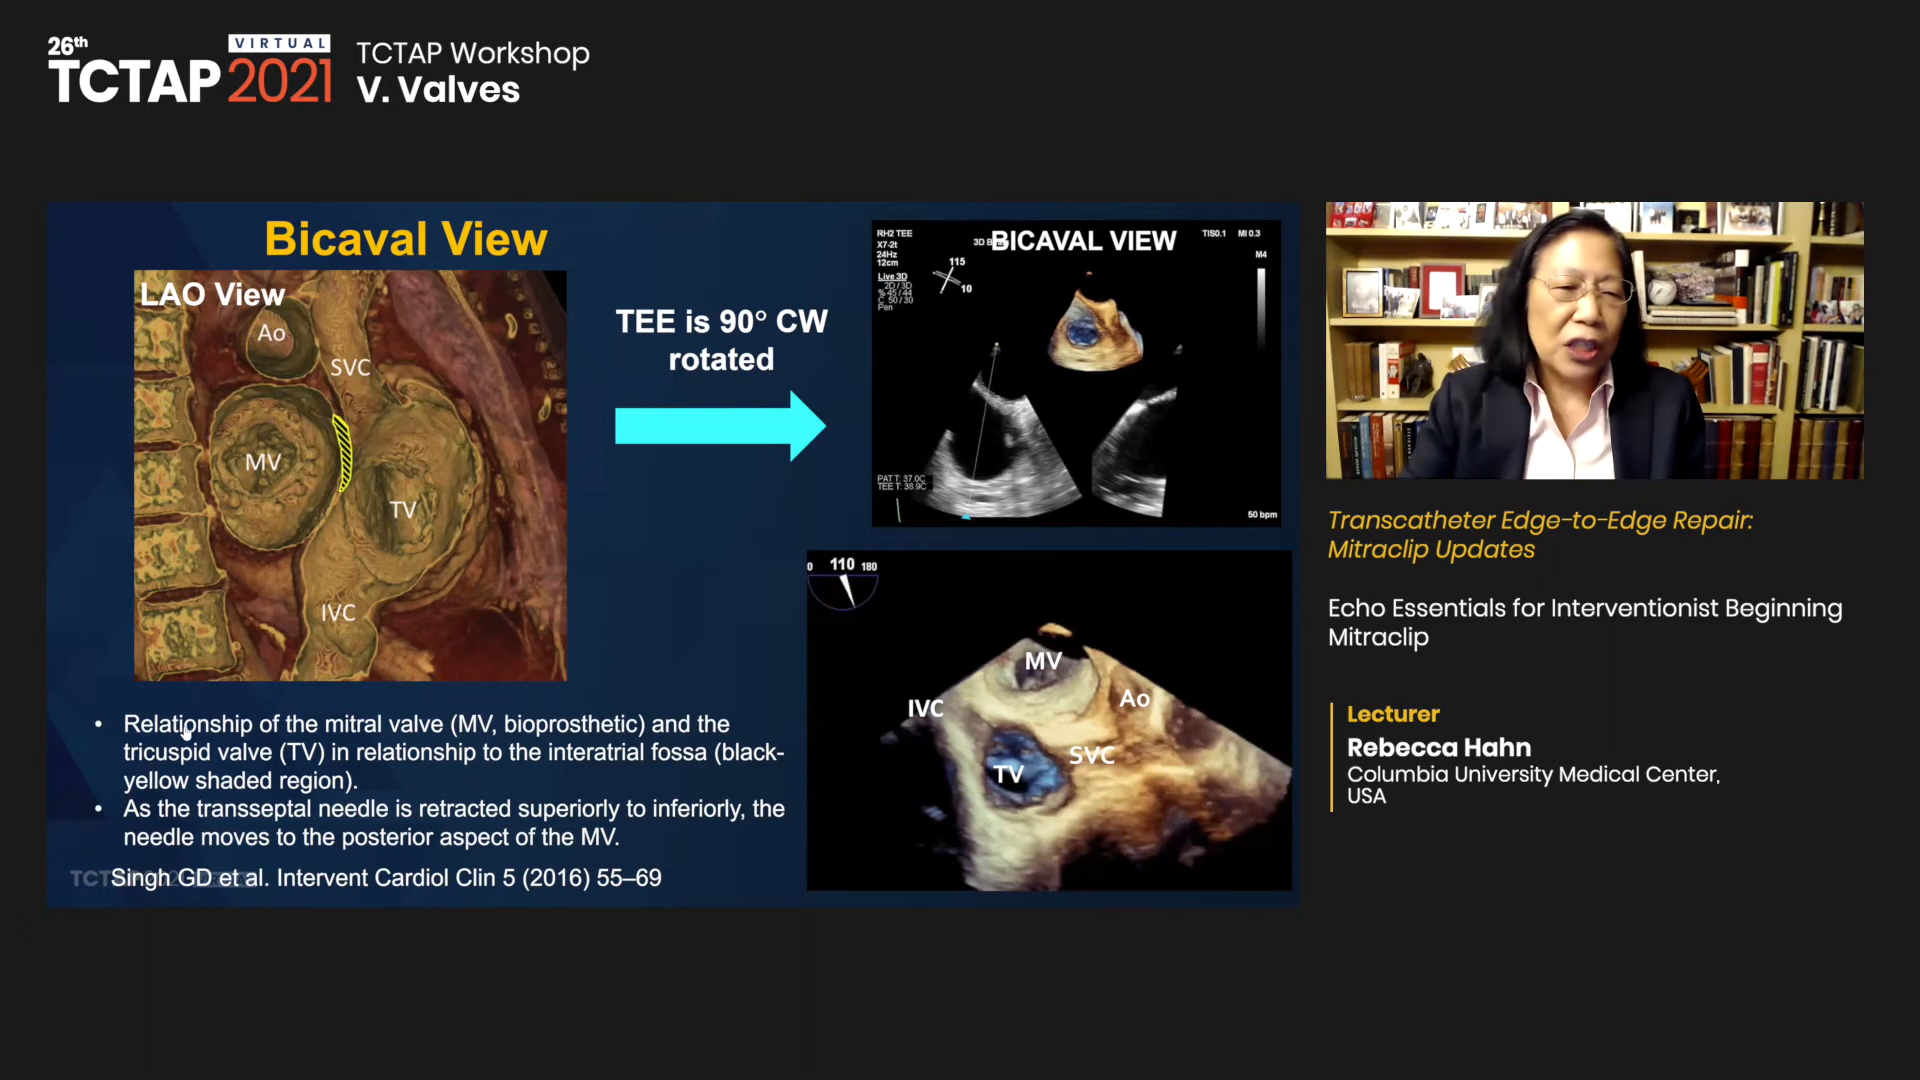 26th
TCTAP
VIRTUAL
2021
TCTAP Workshop
V. Valves
Bicaval View
LAO View
Ao
SVC
MV
TV
IVC
TEE is 90° CW
rotated
BICAVAL VIEW
RH2 TEE
X7-2t
24Hz
12cm
Live 3D
2D / 3D
% 45 / 44
C 50 / 30
Pen
3D B
115
10
TIS0.1 MI 0.3
M4
PAT T: 37.0C
TEE T: 38.9C
50 bpm
0 110 180
MV
Ao
IVC
SVC
TV
• Relationship of the mitral valve (MV, bioprosthetic) and the
tricuspid valve (TV) in relationship to the interatrial fossa (black-
yellow shaded region).
• As the transseptal needle is retracted superiorly to inferiorly, the
needle moves to the posterior aspect of the MV.
Singh GD et al. Intervent Cardiol Clin 5 (2016) 55–69
Transcatheter Edge-to-Edge Repair:
Mitraclip Updates
Echo Essentials for Interventionist Beginning
Mitraclip
Lecturer
Rebecca Hahn
Columbia University Medical Center,
USA